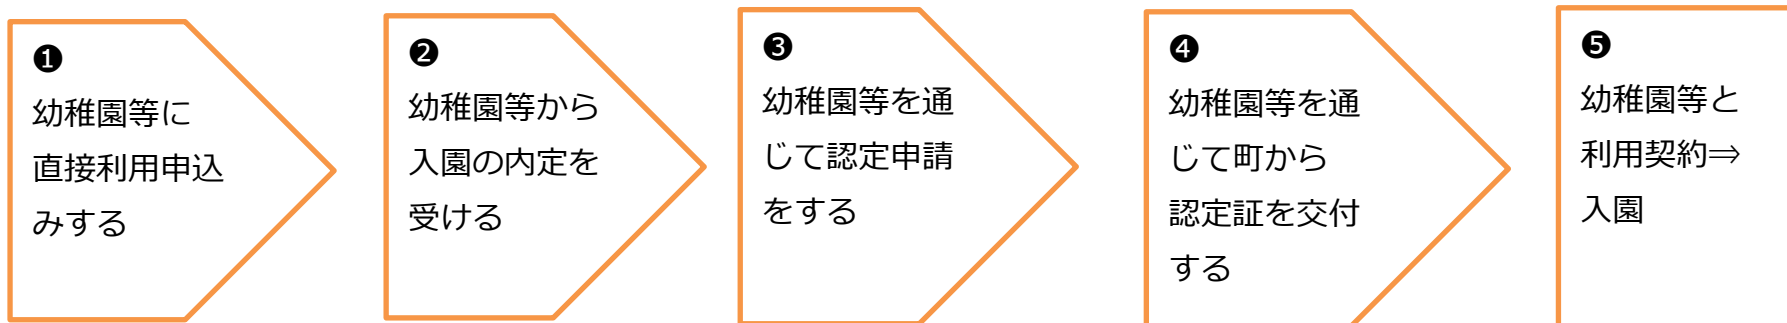 ❶
幼稚園等に
直接利用申込
みする
❷
幼稚園等から
入園の内定を
受ける
❸
幼稚園等を通
じて認定申請
をする
❹
幼稚園等を通
じて町から
認定証を交付
する
❺
幼稚園等と
利用契約⇒
入園